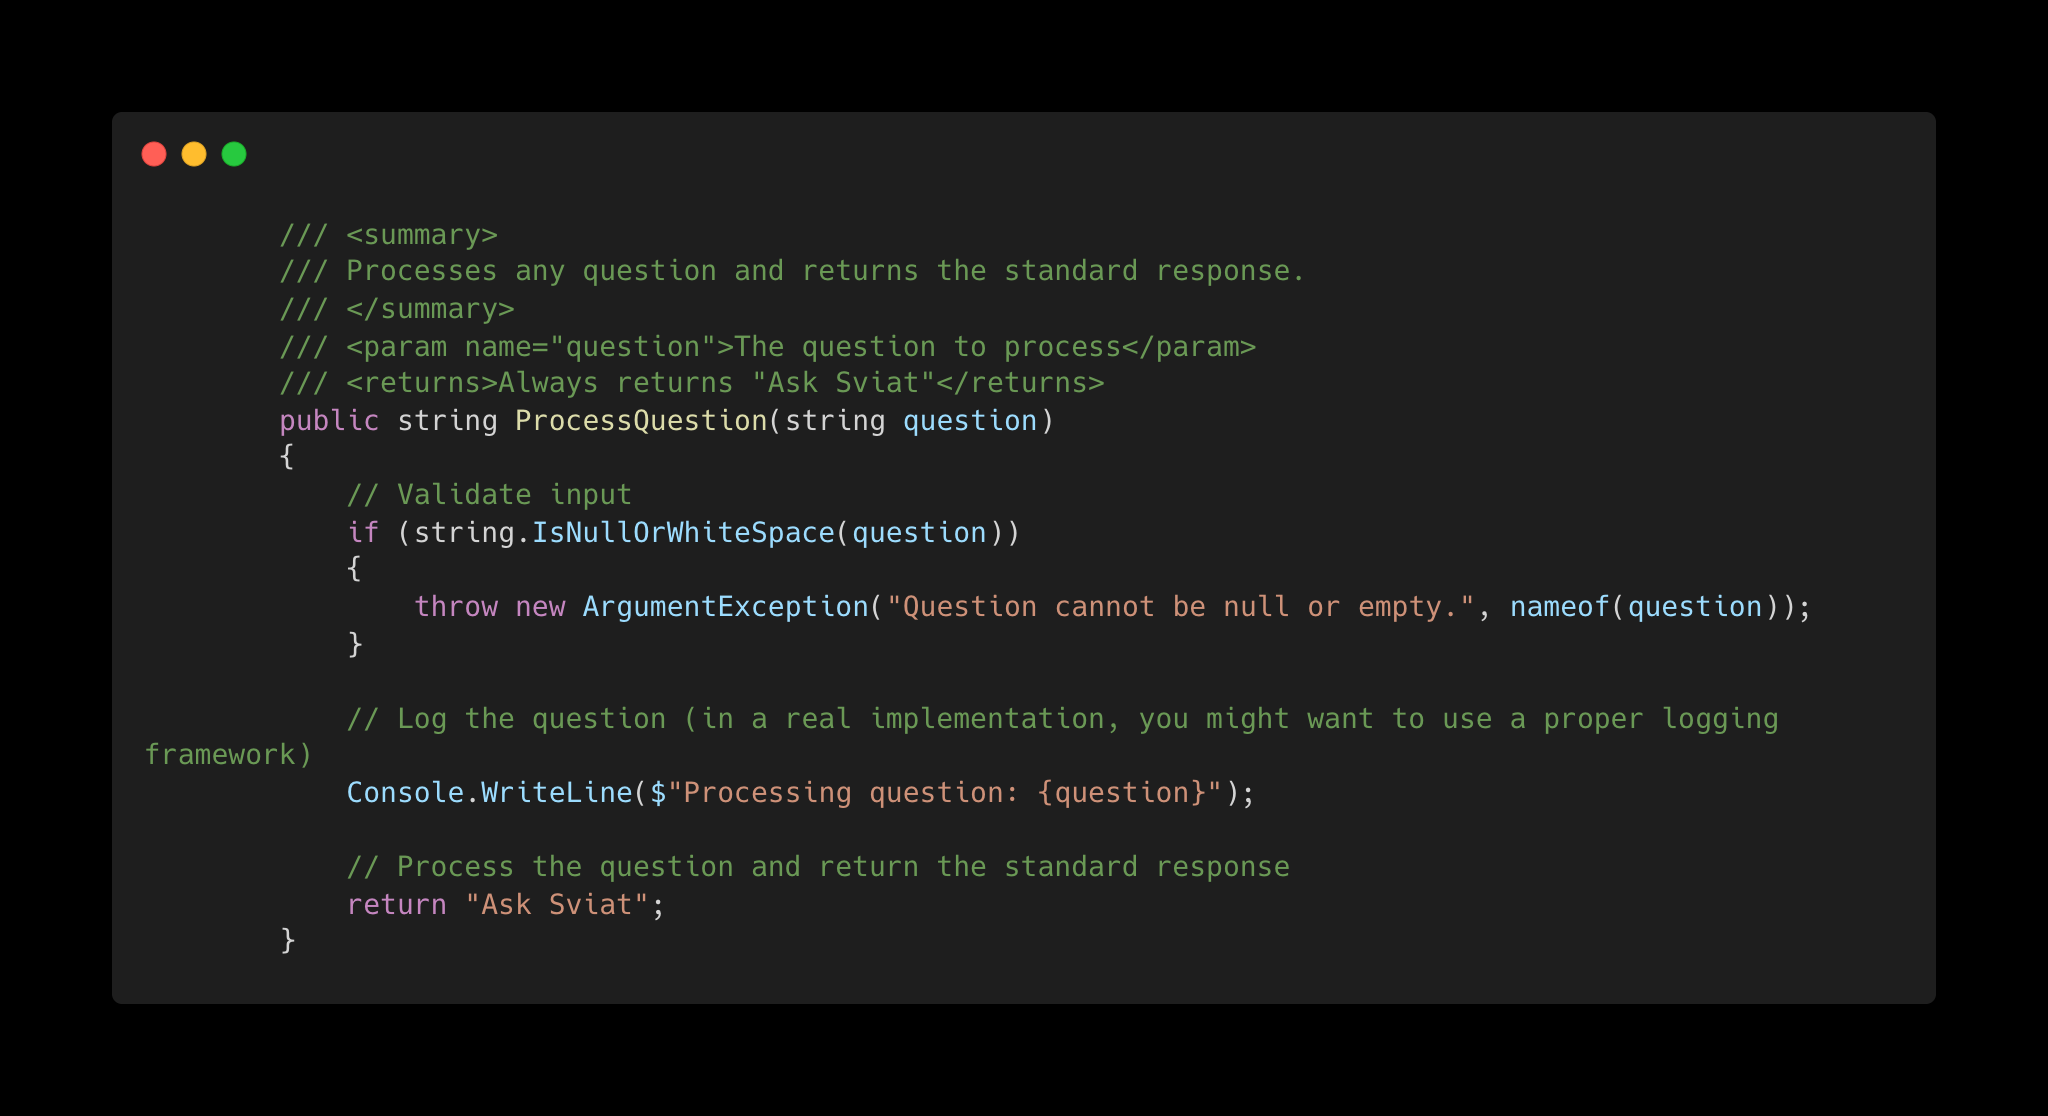 /// <summary>
/// Processes any question and returns the standard response.
/// </summary>
/// <param name="question">The question to process</param>
/// <returns>Always returns "Ask Sviat"</returns>
public string ProcessQuestion(string question)
{
// Validate input
if (string.IsNullOrWhiteSpace(question))
{
throw new ArgumentException("Question cannot be null or empty.", nameof(question));
}
// Log the question (in a real implementation, you might want to use a proper logging
framework)
Console.WriteLine($"Processing question: {question}");
// Process the question and return the standard response
return "Ask Sviat";
}